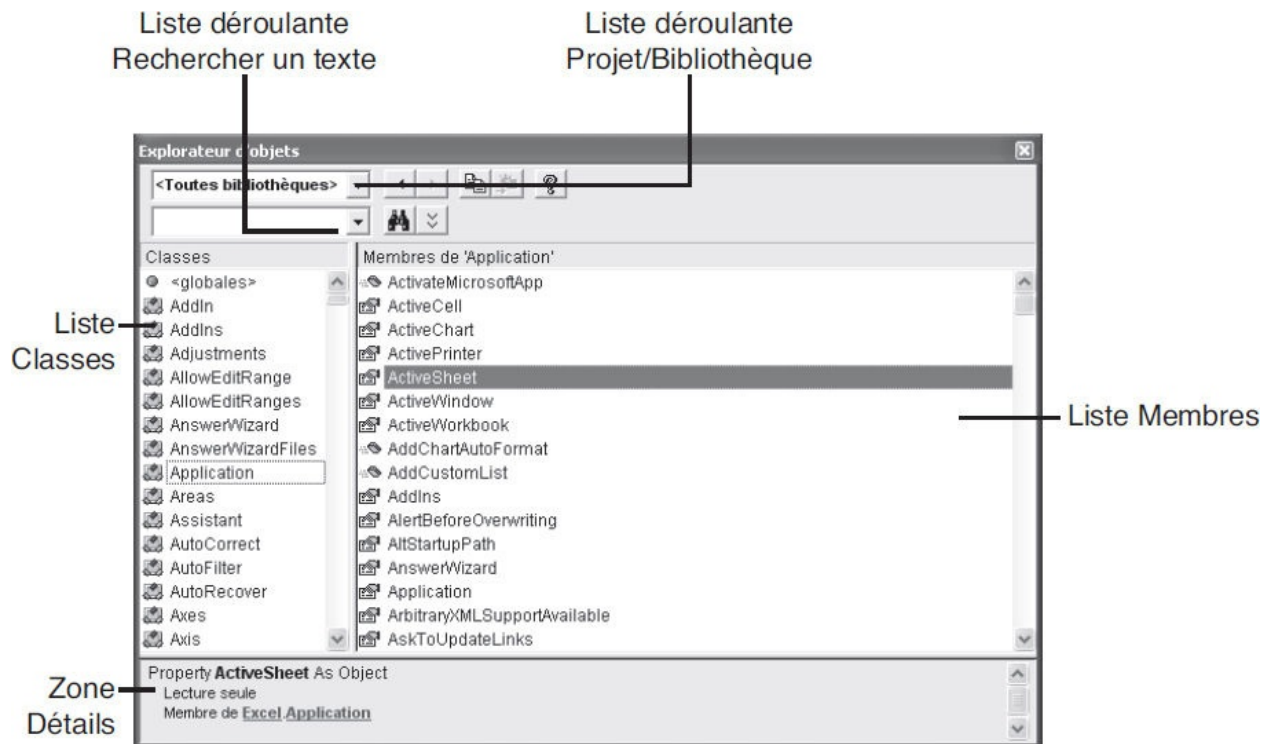 Liste déroulante
Rechercher un texte
Liste déroulante
Projet/Bibliothèque
Explorateur d'objets
<Toutes bibliothèques>
Classes
Membres de 'Application'
<globales>
AddIn
AddIns
Adjustments
AllowEditRange
AllowEditRanges
AnswerWizard
AnswerWizardFiles
Application
Areas
Assistant
AutoCorrect
AutoFilter
AutoRecover
Axes
Axis
ActivateMicrosoftApp
ActiveCell
ActiveChart
ActivePrinter
ActiveSheet
ActiveWindow
ActiveWorkbook
AddChartAutoFormat
AddCustomList
AddIns
AlertBeforeOverwriting
AltStartupPath
AnswerWizard
Application
ArbitraryXMLSupportAvailable
AskToUpdateLinks
Liste
Classes
Liste Membres
Property ActiveSheet As Object
Lecture seule
Membre de Excel.Application
Zone
Détails